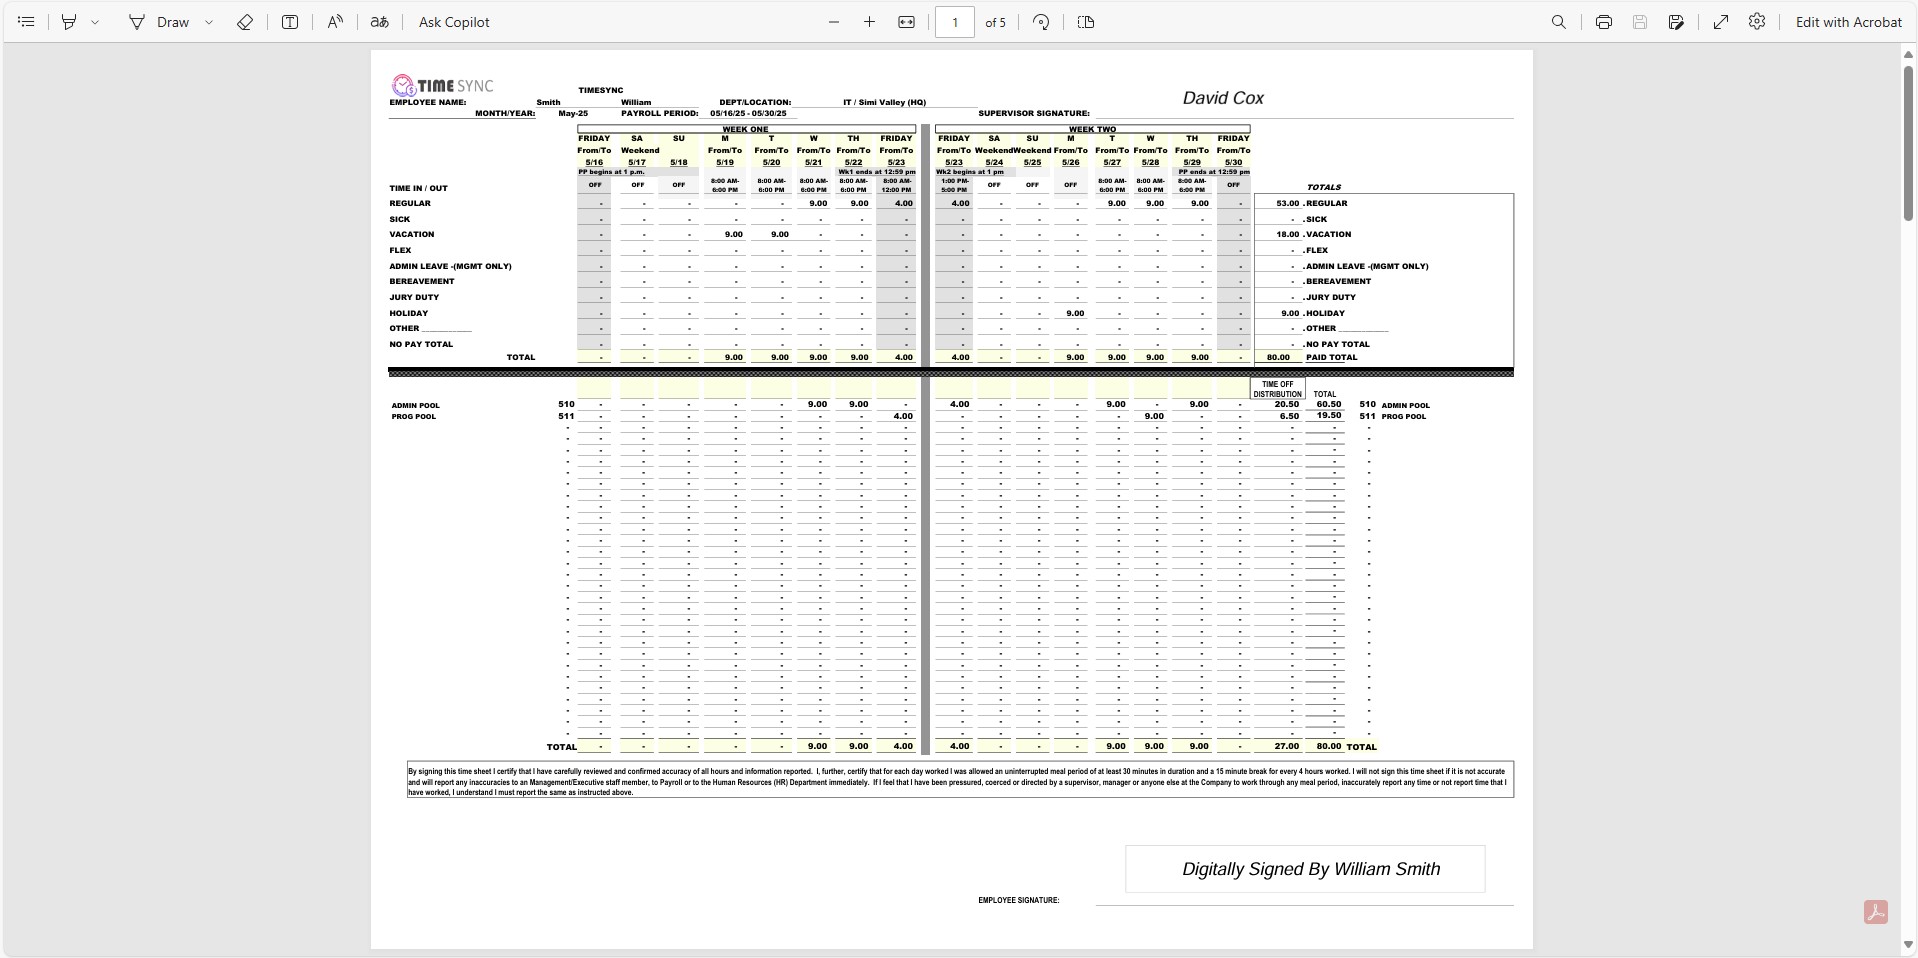 Draw Ask Copilot 1 of 5 Edit with Acrobat
TIME SYNC
TIMESYNC
EMPLOYEE NAME: Smith William DEPT/LOCATION: IT / Simi Valley (HQ) David Cox
MONTH/YEAR: May-25 PAYROLL PERIOD: 05/16/25 - 05/30/25 SUPERVISOR SIGNATURE:
WEEK ONE WEEK TWO
FRIDAY SA SU M T W TH FRIDAY FRIDAY SA SU M T W TH FRIDAY
From/To Weekend From/To From/To From/To From/To From/To From/To Weekend Weekend From/To From/To From/To From/To From/To
5/16 5/17 5/18 5/19 5/20 5/21 5/22 5/23 5/23 5/24 5/25 5/26 5/27 5/28 5/29 5/30
PP begins at 1 p.m. Wk1 ends at 12:59 pm Wk2 begins at 1 pm PP ends at 12:59 pm
OFF OFF OFF 8:00 AM- 8:00 AM- 8:00 AM- 8:00 AM- 8:00 AM- 1:00 PM- OFF OFF OFF 8:00 AM- 8:00 AM- 8:00 AM- OFF
TIME IN / OUT 6:00 PM 6:00 PM 6:00 PM 6:00 PM 12:00 PM 5:00 PM 6:00 PM 6:00 PM 6:00 PM TOTALS
REGULAR - - - - - 9.00 9.00 4.00 4.00 - - - 9.00 9.00 9.00 - 53.00 . REGULAR
SICK - - - - - - - - - - - - - - - - - . SICK
VACATION - - - 9.00 9.00 - - - - - - - - - - - 18.00 . VACATION
FLEX - - - - - - - - - - - - - - - - - . FLEX
ADMIN LEAVE -(MGMT ONLY) - - - - - - - - - - - - - - - - - . ADMIN LEAVE -(MGMT ONLY)
BEREAVEMENT - - - - - - - - - - - - - - - - - . BEREAVEMENT
JURY DUTY - - - - - - - - - - - - - - - - - . JURY DUTY
HOLIDAY - - - - - - - - - - - 9.00 - - - - 9.00 . HOLIDAY
OTHER ___________ - - - - - - - - - - - - - - - - - . OTHER ___________
NO PAY TOTAL - - - - - - - - - - - - - - - - - . NO PAY TOTAL
TOTAL - - - 9.00 9.00 9.00 9.00 4.00 4.00 - - 9.00 9.00 9.00 9.00 - 80.00 PAID TOTAL
TIME OFF
DISTRIBUTION TOTAL
ADMIN POOL 510 - - - - - 9.00 9.00 - 4.00 - - - 9.00 - 9.00 - 20.50 60.50 510 ADMIN POOL
PROG POOL 511 - - - - - - - 4.00 - - - - - 9.00 - - 6.50 19.50 511 PROG POOL
TOTAL - - - - - 9.00 9.00 4.00 4.00 - - - 9.00 9.00 9.00 - 27.00 80.00 TOTAL
By signing this time sheet I certify that I have carefully reviewed and confirmed accuracy of all hours and information reported. I, further, certify that for each day worked I was allowed an uninterrupted meal period of at least 30 minutes in duration and a 15 minute break for every 4 hours worked. I will not sign this time sheet if it is not accurate
and will report any inaccuracies to an Management/Executive staff member, to Payroll or to the Human Resources (HR) Department immediately. If I feel that I have been pressured, coerced or directed by a supervisor, manager or anyone else at the Company to work through any meal period, inaccurately report any time or not report time that I
have worked, I understand I must report the same as instructed above.
Digitally Signed By William Smith
EMPLOYEE SIGNATURE: